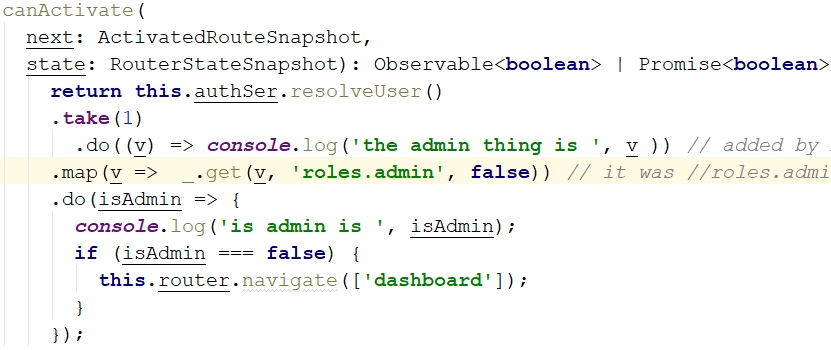 canActivate(
next: ActivatedRouteSnapshot,
state: RouterStateSnapshot): Observable<boolean> | Promise<boolean>
return this.authSer.resolveUser()
.take(1)
.do((v) => console.log('the admin thing is ', v )) // added by
.map(v =>  _.get(v, 'roles.admin', false)) // it was //roles.admi
.do(isAdmin => {
console.log('is admin is ', isAdmin);
if (isAdmin === false) {
this.router.navigate(['dashboard']);
}
});